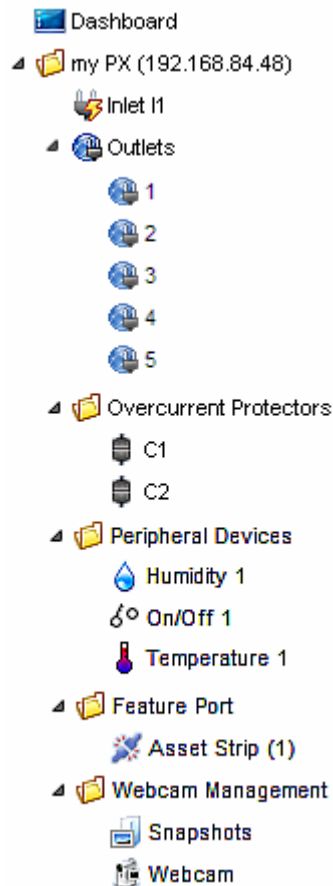 Dashboard
my PX (192.168.84.48)
Inlet I1
Outlets
1
2
3
4
5
Overcurrent Protectors
C1
C2
Peripheral Devices
Humidity 1
On/Off 1
Temperature 1
Feature Port
Asset Strip (1)
Webcam Management
Snapshots
Webcam